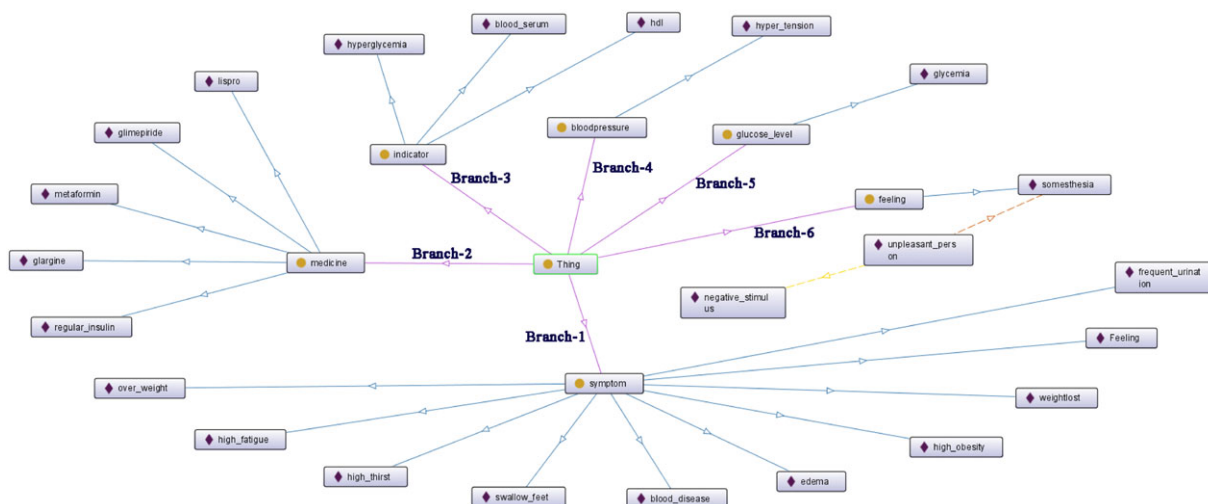 blood_serum
hdl
hyper_tension
hyperglycemia
glycemia
lispro
glimepiride
bloodpressure
glucose_level
indicator
Branch-4
Branch-3
Branch-5
metaformin
somesthesia
feeling
Branch-6
unpleasant_pers
on
Branch-2
glargine
medicine
Thing
frequent_urinat
ion
negative_stimul
us
regular_insulin
Branch-1
Feeling
over_weight
symptom
weightlost
high_fatigue
high_obesity
high_thirst
edema
swallow_feet
blood_disease